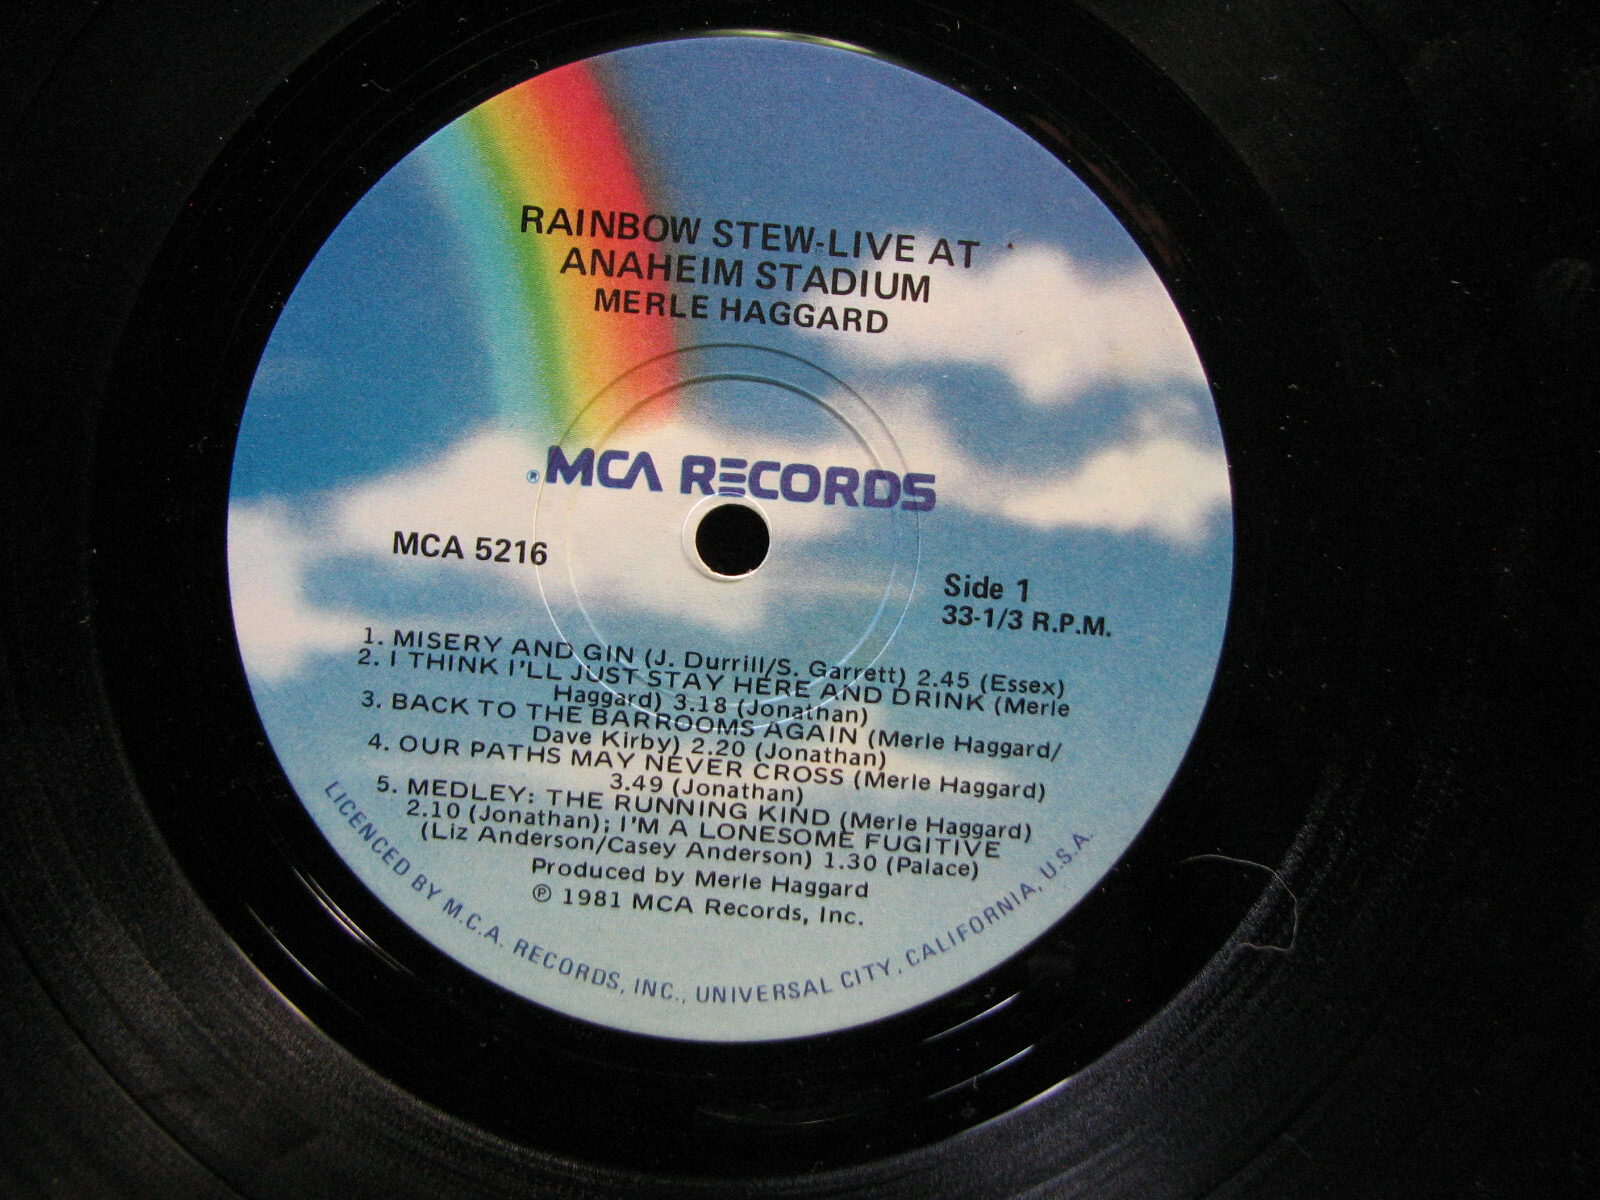 RAINBOW STEW-LIVE AT
ANAHEIM STADIUM
MERLE HAGGARD
®MCA RECORDS
MCA 5216
Side 1
33-1/3 R.P.M.
1. MISERY AND GIN (J. Durrill/S. Garrett) 2.45 (Essex)
2. I THINK I'LL JUST STAY HERE AND DRINK (Merle
Haggard) 3.18 (Jonathan)
3. BACK TO THE BARROOMS AGAIN (Merle Haggard/
Dave Kirby) 2.20 (Jonathan)
4. OUR PATHS MAY NEVER CROSS (Merle Haggard)
3.49 (Jonathan)
5. MEDLEY: THE RUNNING KIND (Merle Haggard)
2.10 (Jonathan); I'M A LONESOME FUGITIVE
(Liz Anderson/Casey Anderson) 1.30 (Palace)
Produced by Merle Haggard
℗ 1981 MCA Records, Inc.
LICENCED BY M.C.A. RECORDS, INC., UNIVERSAL CITY, CALIFORNIA, U.S.A.